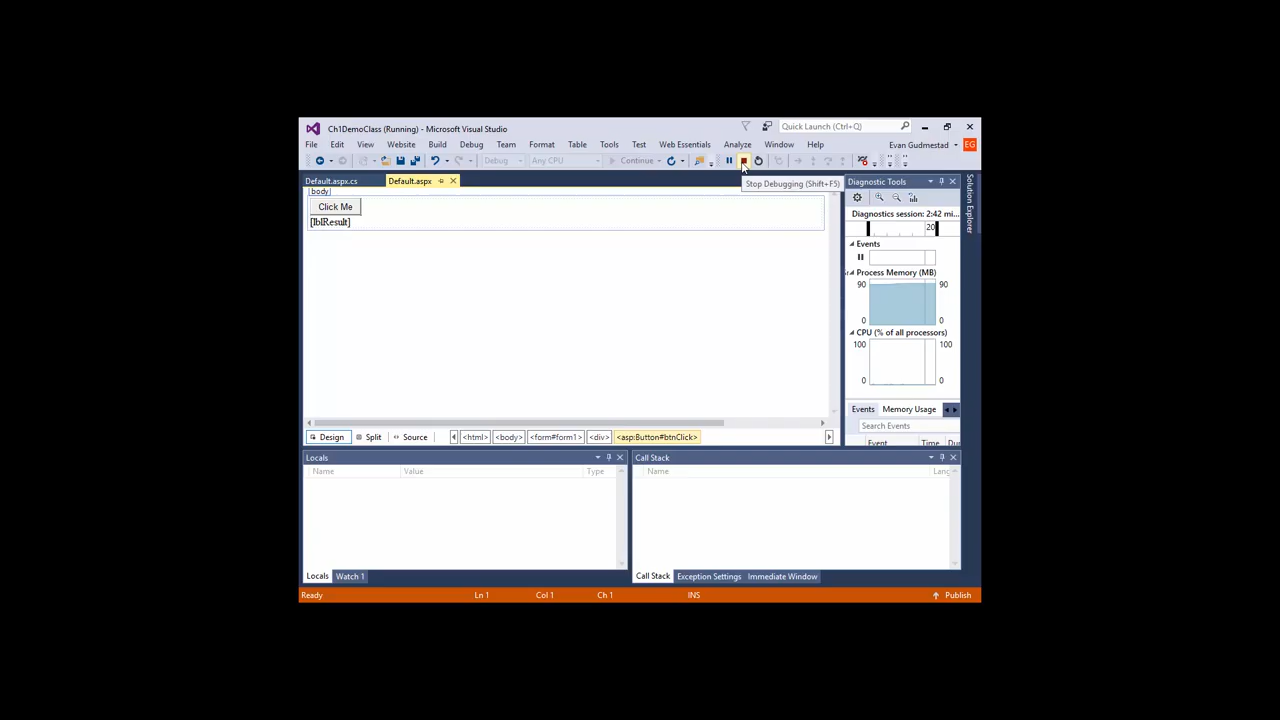 Ch1DemoClass (Running) - Microsoft Visual Studio
Quick Launch (Ctrl+Q)
File Edit View Website Build Debug Team Format Table Tools Test Web Essentials Analyze Window Help Evan Gudmestad EG
Debug Any CPU Continue
Default.aspx.cs Default.aspx
Stop Debugging (Shift+F5)
[body]
Click Me
[lblResult]
Diagnostic Tools
Diagnostics session: 2:42 mi...
20
Events
Process Memory (MB)
90 90
0 0
CPU (% of all processors)
100 100
0 0
Events Memory Usage
Search Events
Event Time Dur
Solution Explorer
Design Split Source <html> <body> <form#form1> <div> <asp:Button#btnClick>
Locals
Name Value Type
Call Stack
Name Lang
Locals Watch 1
Call Stack Exception Settings Immediate Window
Ready Ln 1 Col 1 Ch 1 INS Publish